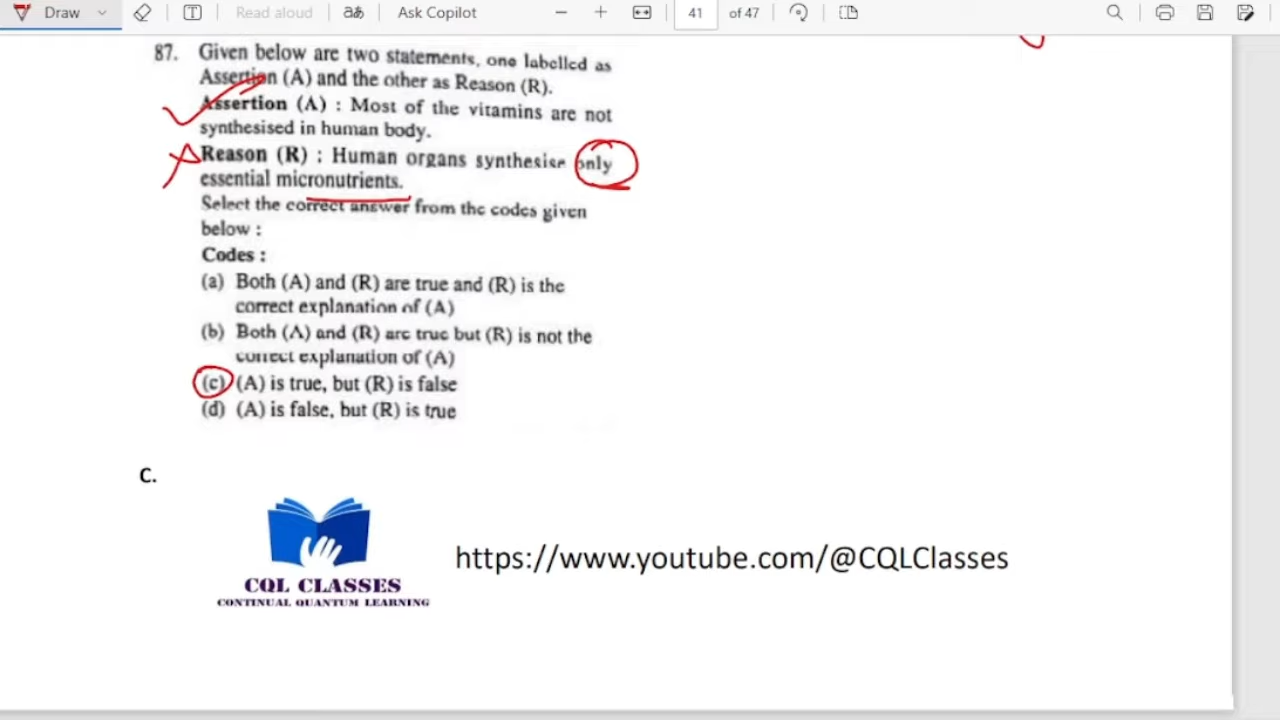 Draw
Read aloud
aあ
Ask Copilot
41
of 47
87. Given below are two statements, one labelled as
Assertion (A) and the other as Reason (R).
Assertion (A) : Most of the vitamins are not
synthesised in human body.
Reason (R) : Human organs synthesise only
essential micronutrients.
Select the correct answer from the codes given
below :
Codes :
(a) Both (A) and (R) are true and (R) is the
correct explanation of (A)
(b) Both (A) and (R) are true but (R) is not the
correct explanation of (A)
(c) (A) is true, but (R) is false
(d) (A) is false, but (R) is true
C.
CQL CLASSES
CONTINUAL QUANTUM LEARNING
https://www.youtube.com/@CQLClasses